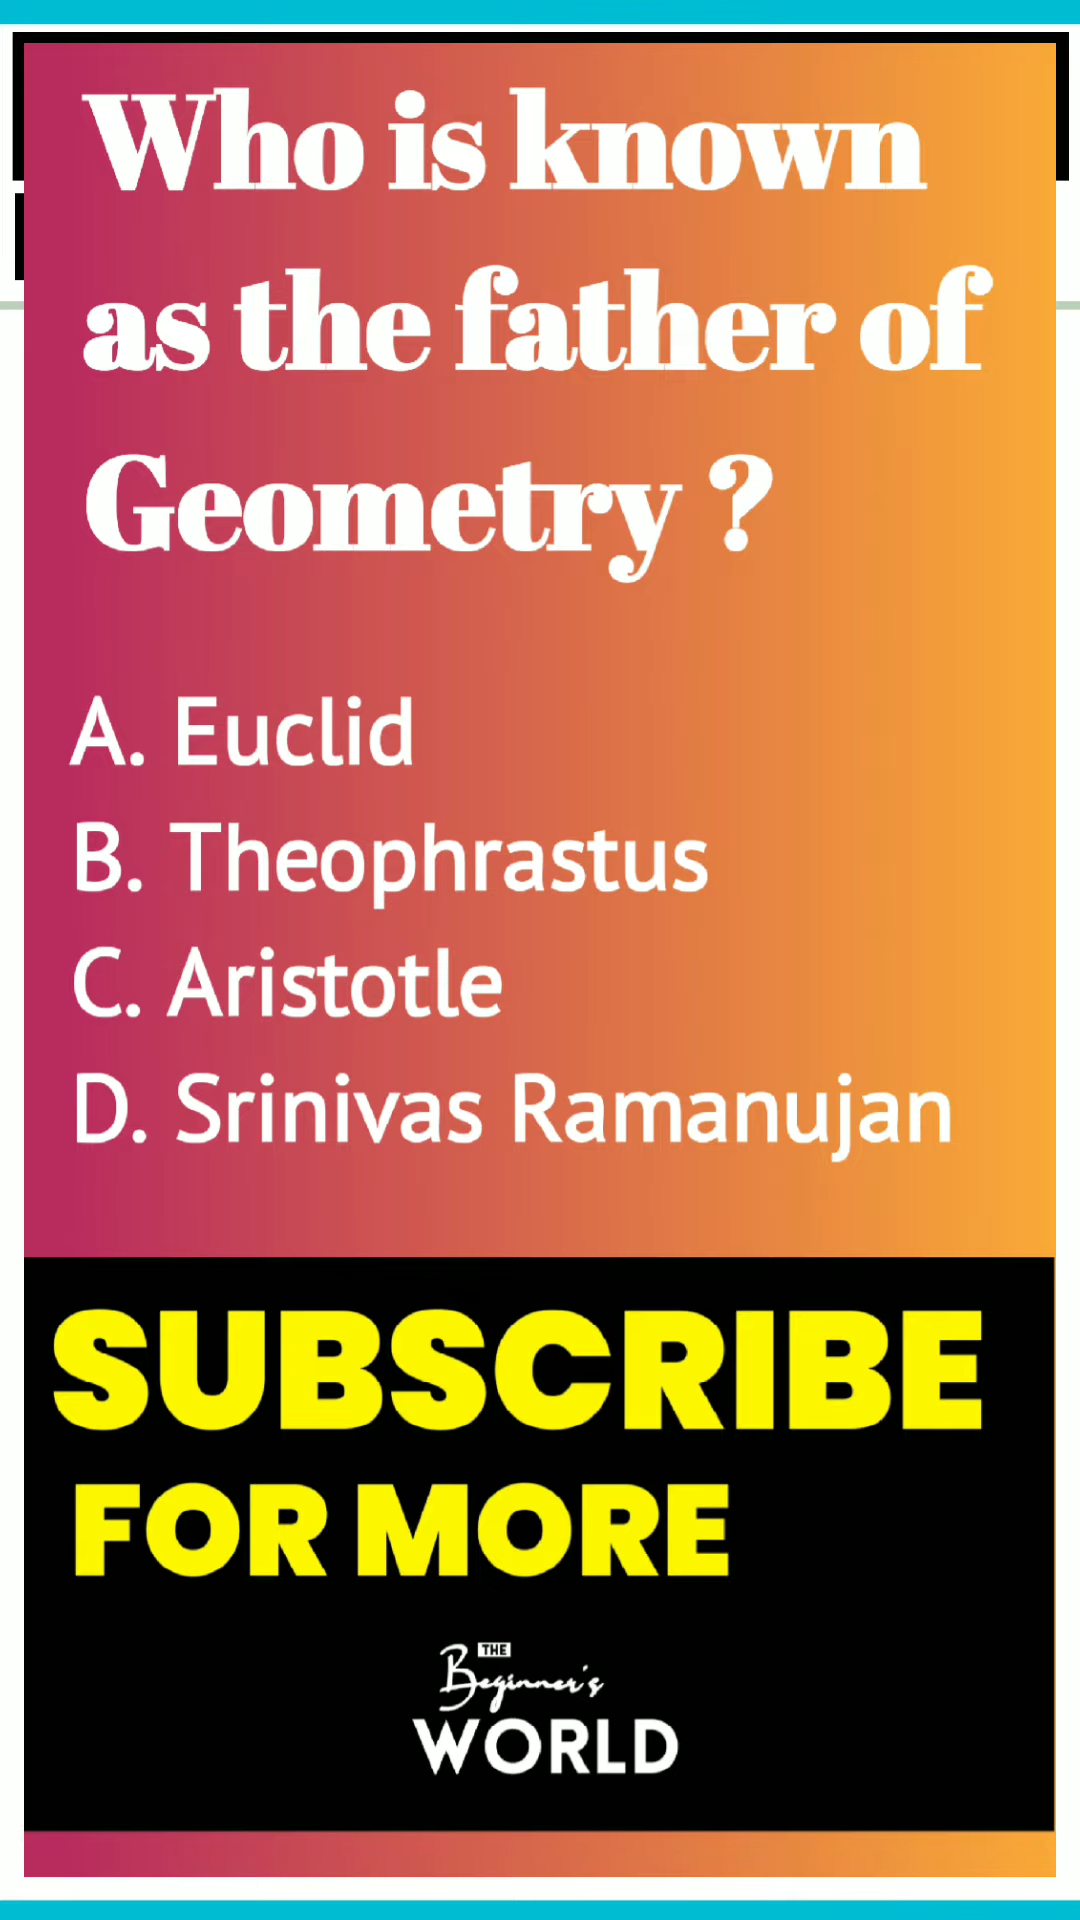 Who is known
as the father of
Geometry ?
A. Euclid
B. Theophrastus
C. Aristotle
D. Srinivas Ramanujan
SUBSCRIBE
FOR MORE
THE
Beginner's
WORLD